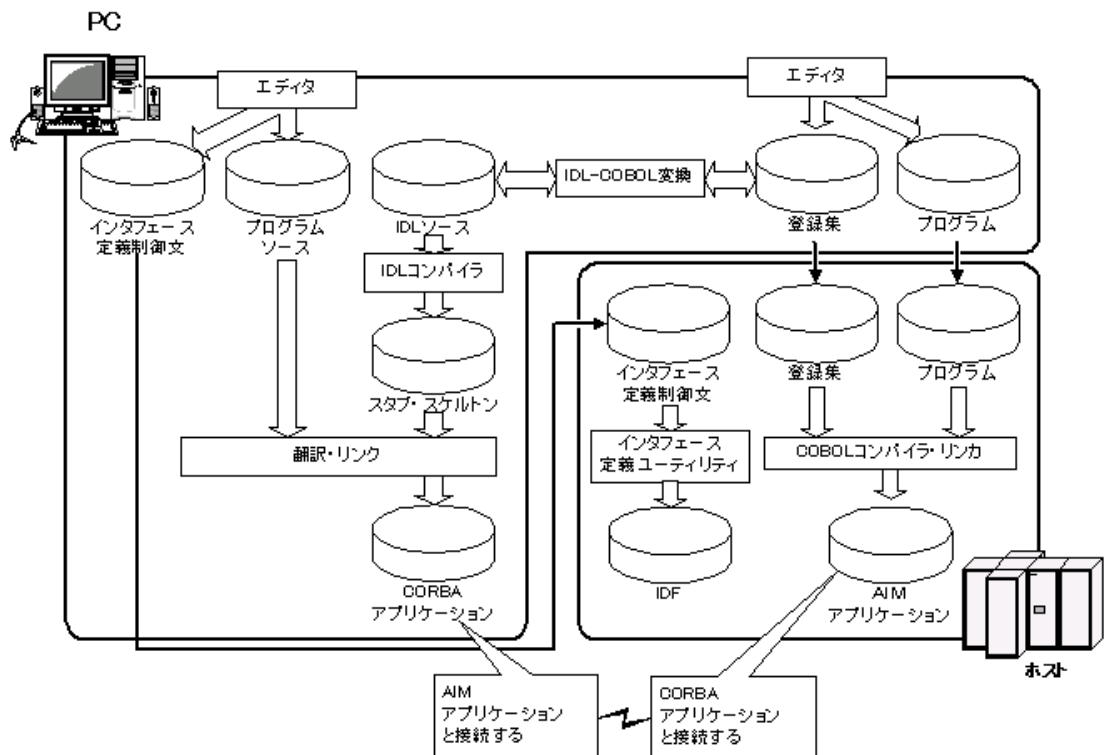 PC
エディタ
エディタ
インタフェース
定義制御文
プログラム
ソース
IDLソース
IDL-COBOL変換
登録集
プログラム
IDLコンパイラ
スタブ・スケルトン
翻訳・リンク
CORBA
アプリケーション
インタフェース
定義制御文
登録集
プログラム
インタフェース
定義ユーティリティ
COBOLコンパイラ・リンカ
IDF
AIM
アプリケーション
ホスト
AIM
アプリケーション
と接続する
CORBA
アプリケーション
と接続する